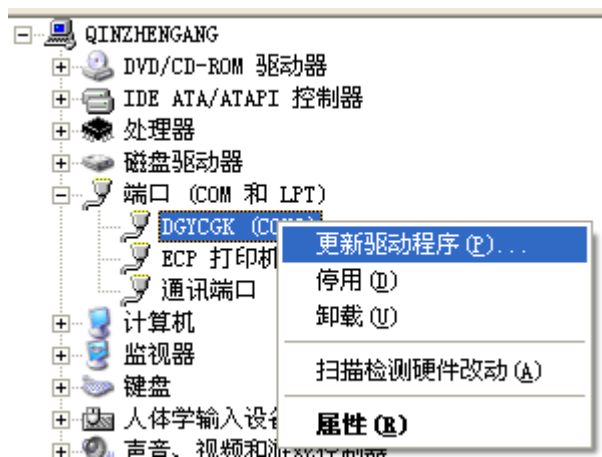 QINZHENGANG
DVD/CD-ROM 驱动器
IDE ATA/ATAPI 控制器
处理器
磁盘驱动器
端口 (COM 和 LPT)
DGYCGK
ECP 打印机
通讯端口
计算机
监视器
键盘
人体学输入设备
声音、视频和游戏控制器
更新驱动程序(P)...
停用(D)
卸载(U)
扫描检测硬件改动(A)
属性(R)